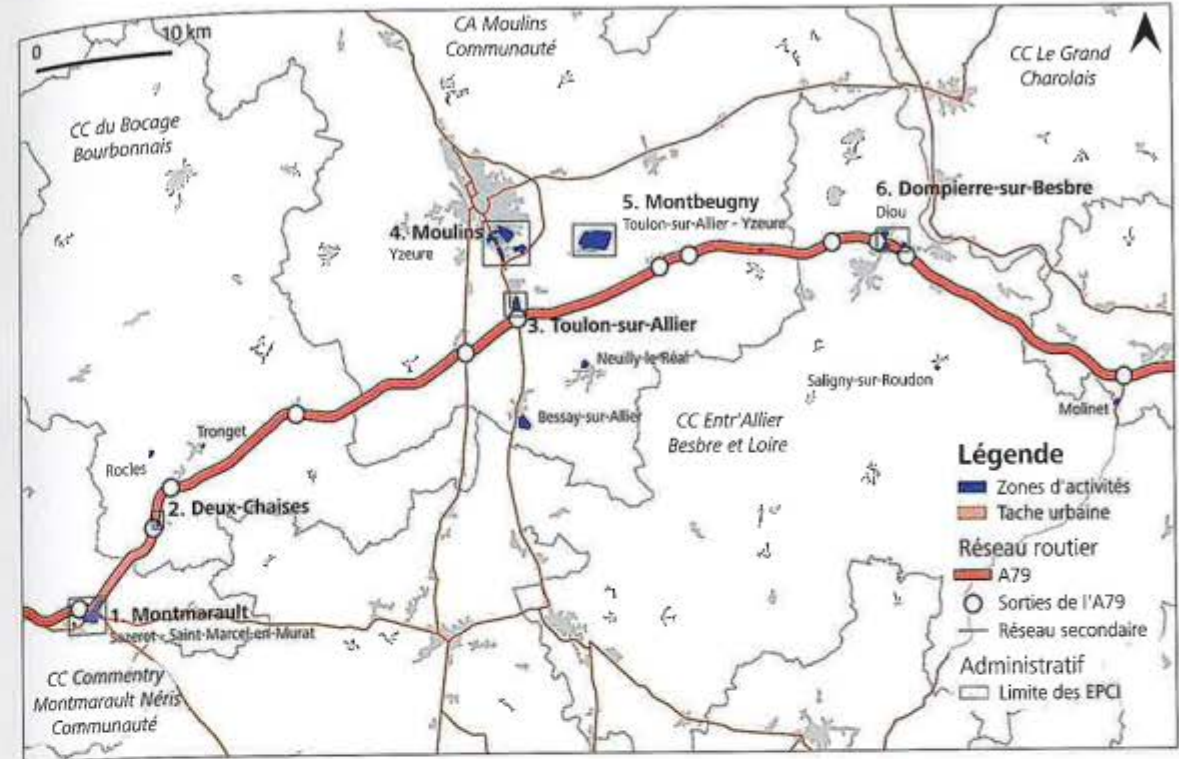 0
10 km
CA Moulins
Communauté
CC Le Grand
Charolais
CC du Bocage
Bourbonnais
5. Montbeugny
Toulon-sur-Allier - Yzeure
6. Dompierre-sur-Besbre
Diou
4. Moulins
Yzeure
3. Toulon-sur-Allier
Neuilly-le-Réal
Saligny-sur-Roudon
Bessay-sur-Allier
CC Entr'Allier
Besbre et Loire
Molinet
Tronget
Rocles
2. Deux-Chaises
1. Montmarault
Sazeret - Saint-Marcel-en-Murat
CC Commentry
Montmarault Néris
Communauté
Légende
Zones d'activités
Tache urbaine
Réseau routier
A79
Sorties de l'A79
Réseau secondaire
Administratif
Limite des EPCI